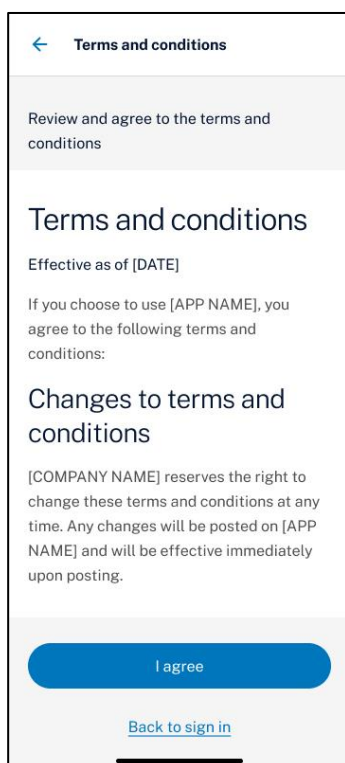 Terms and conditions
Review and agree to the terms and
conditions
Terms and conditions
Effective as of [DATE]
If you choose to use [APP NAME], you
agree to the following terms and
conditions:
Changes to terms and
conditions
[COMPANY NAME] reserves the right to
change these terms and conditions at any
time. Any changes will be posted on [APP
NAME] and will be effective immediately
upon posting.
I agree
Back to sign in